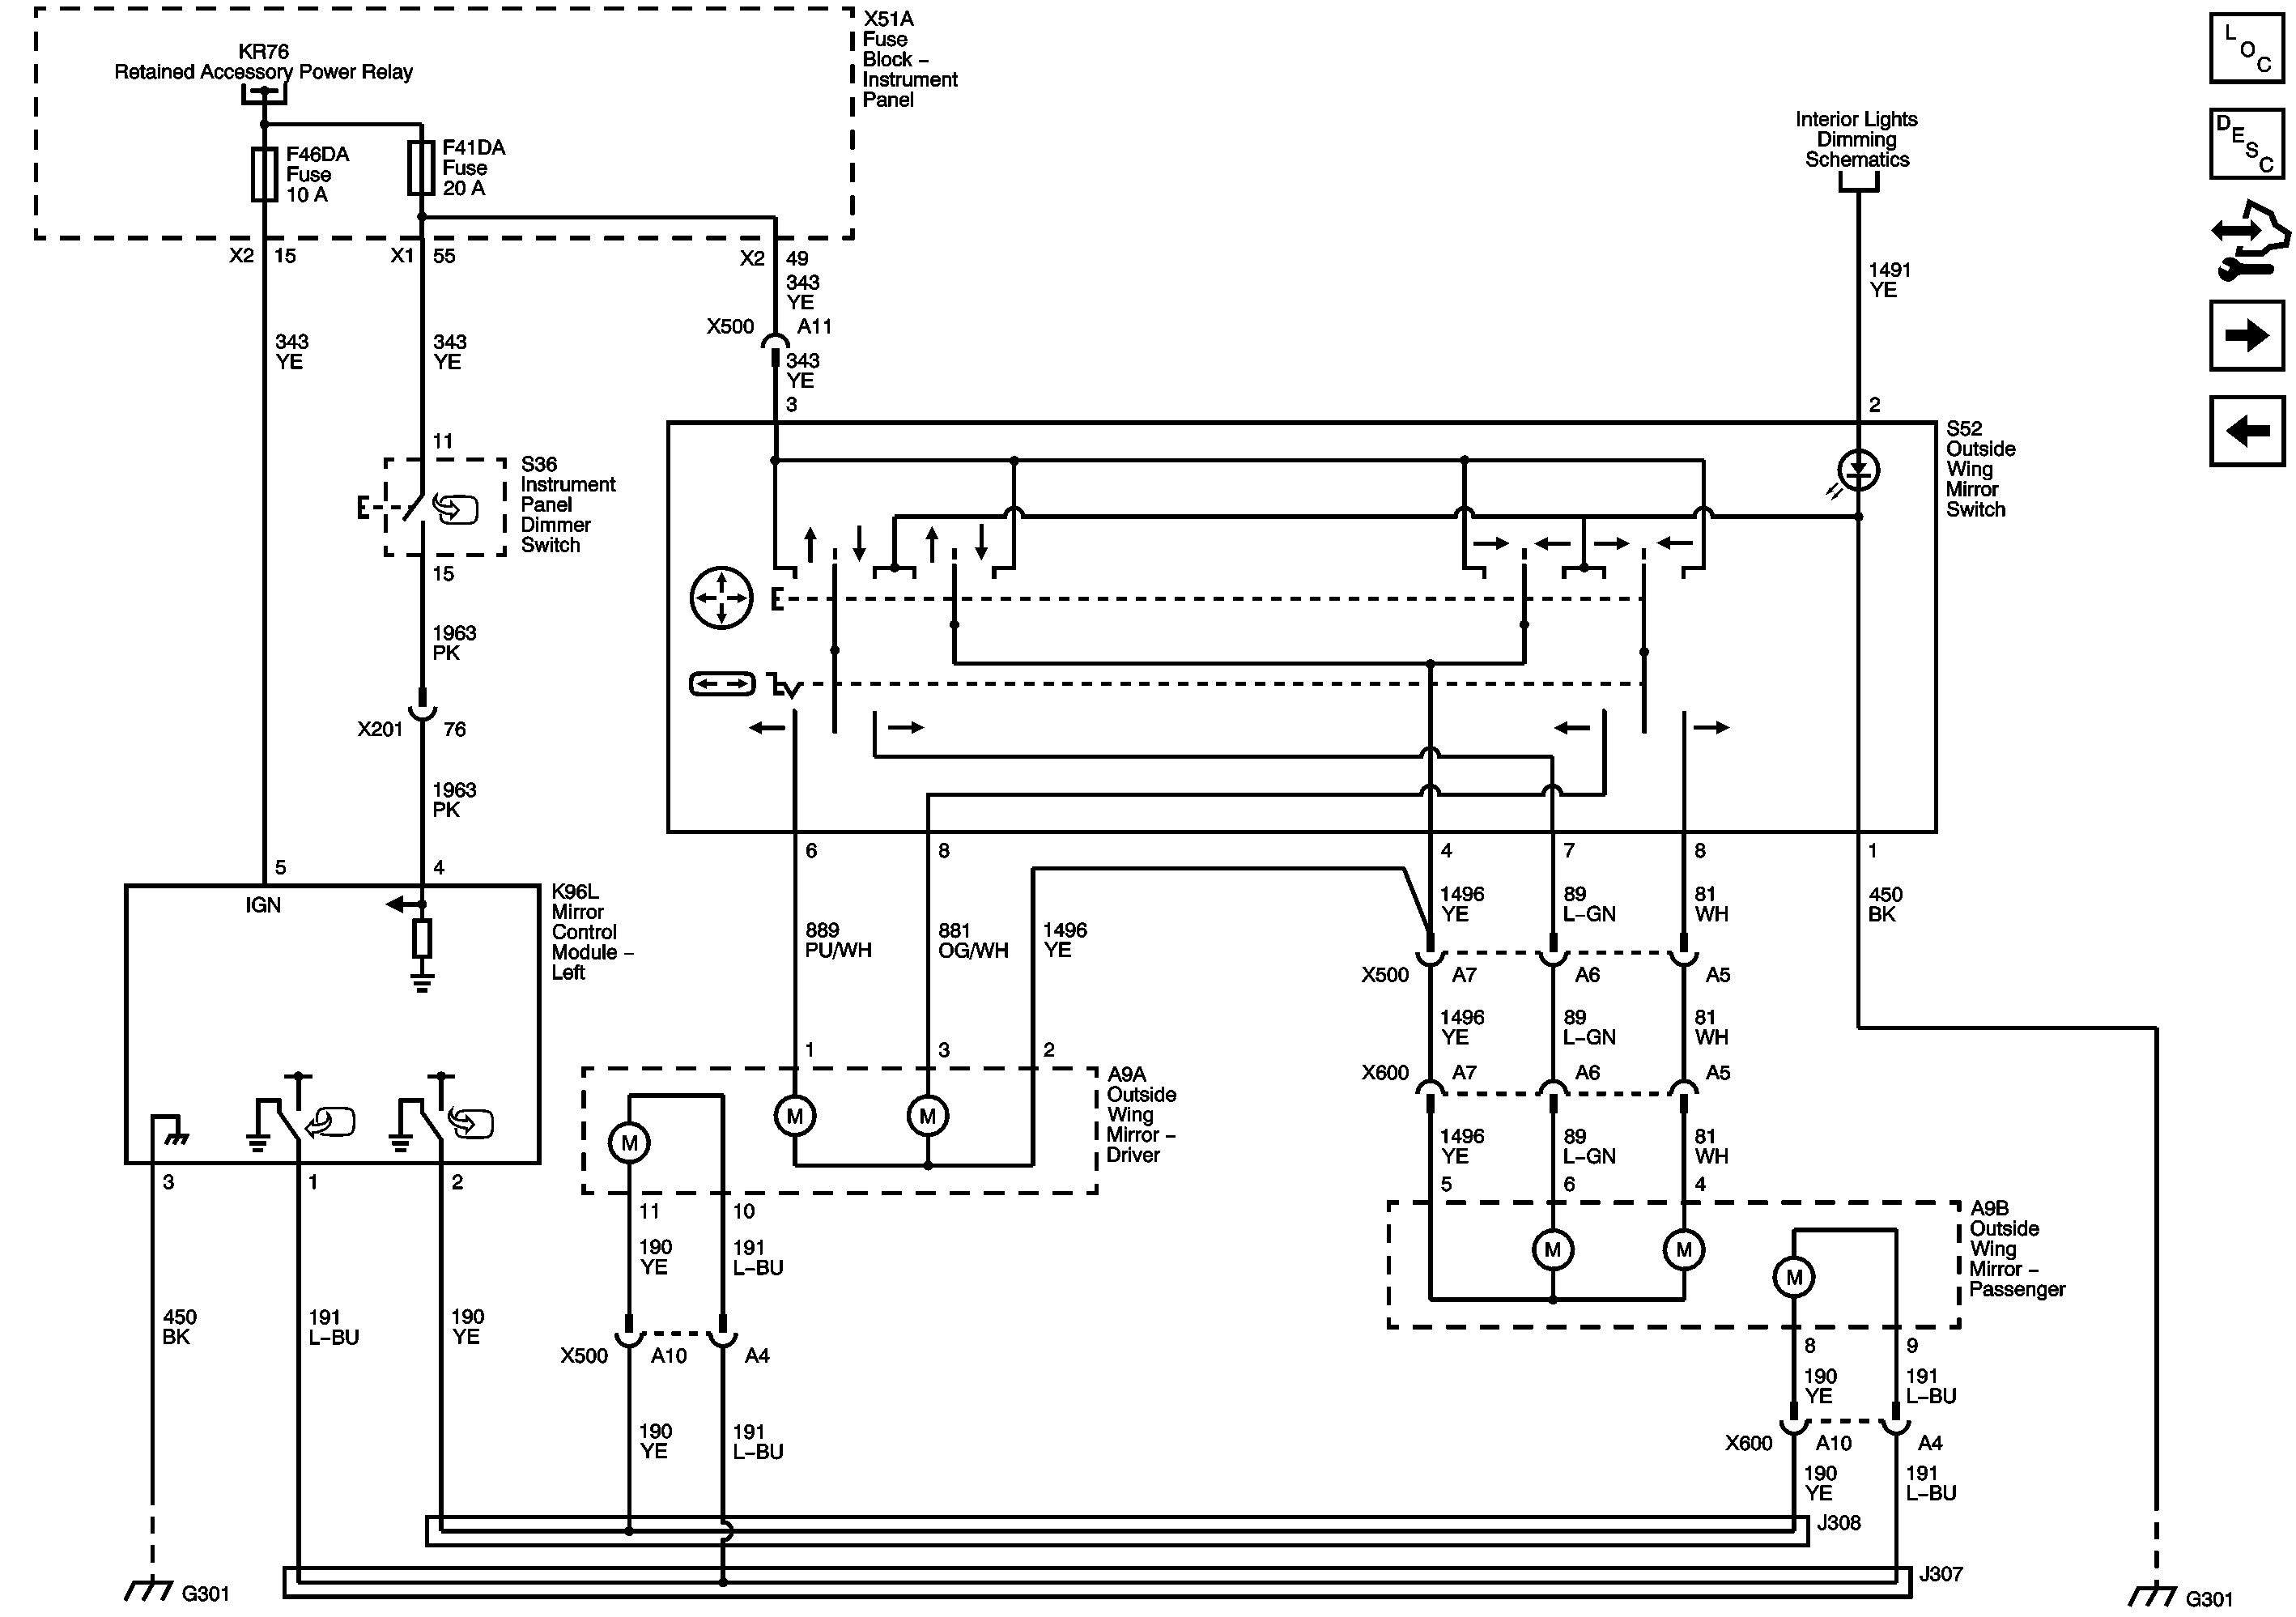 X51A
Fuse
Block –
Instrument
Panel
KR76
Retained Accessory Power Relay
F46DA
Fuse
10 A
F41DA
Fuse
20 A
X2 15
X1 55
X2 49
343
YE
X500 A11
343
YE
3
343
YE
343
YE
11
S36
Instrument
Panel
Dimmer
Switch
15
1963
PK
X201 76
1963
PK
5
4
Interior Lights
Dimming
Schematics
1491
YE
2
S52
Outside
Wing
Mirror
Switch
L
O
C
D
E
S
C
6
8
4
7
8
1
IGN
K96L
Mirror
Control
Module –
Left
889
PU/WH
881
OG/WH
1496
YE
1496
YE
89
L–GN
81
WH
450
BK
X500 A7 A6 A5
1496
YE
89
L–GN
81
WH
X600 A7 A6 A5
1496
YE
89
L–GN
81
WH
5
6
4
1
3
2
A9A
Outside
Wing
Mirror –
Driver
M
M
M
3
1
2
11
10
190
YE
191
L–BU
450
BK
191
L–BU
190
YE
X500 A10 A4
190
YE
191
L–BU
A9B
Outside
Wing
Mirror –
Passenger
M
M
M
8
9
190
YE
191
L–BU
X600 A10 A4
190
YE
191
L–BU
J308
J307
G301
G301